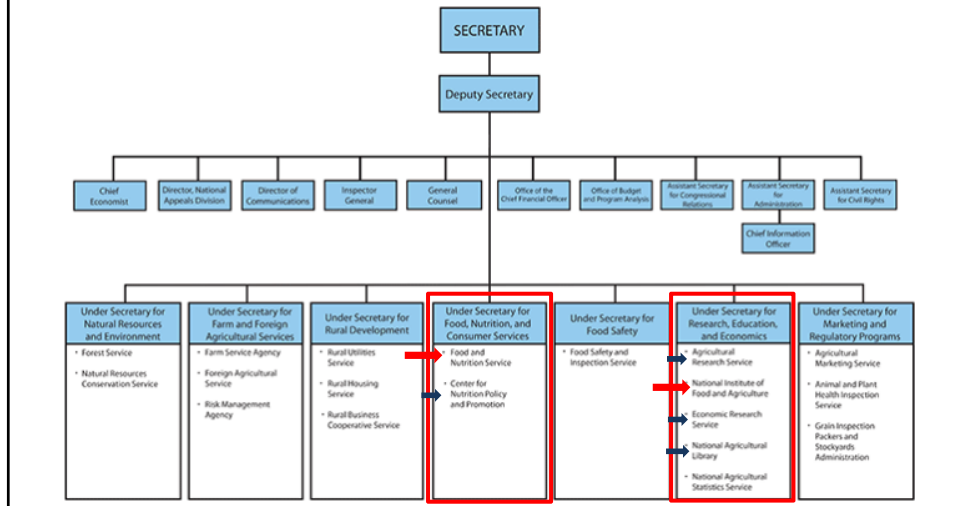 SECRETARY
Deputy Secretary
Chief
Economist
Director, National
Appeals Division
Director of
Communications
Inspector
General
General
Counsel
Office of the
Chief Financial Officer
Office of Budget
and Program Analysis
Assistant Secretary
for Congressional
Relations
Assistant Secretary
for
Administration
Assistant Secretary
for Civil Rights
Chief Information
Officer
Under Secretary for
Natural Resources
and Environment
• Forest Service
• Natural Resources
Conservation Service
Under Secretary for
Farm and Foreign
Agricultural Services
• Farm Service Agency
• Foreign Agricultural
Service
• Risk Management
Agency
Under Secretary for
Rural Development
• Rural Utilities
Service
• Rural Housing
Service
• Rural Business
Cooperative Service
Under Secretary for
Food, Nutrition, and
Consumer Services
• Food and
Nutrition Service
• Center for
Nutrition Policy
and Promotion
Under Secretary for
Food Safety
• Food Safety and
Inspection Service
Under Secretary for
Research, Education,
and Economics
• Agricultural
Research Service
• National Institute of
Food and Agriculture
• Economic Research
Service
• National Agricultural
Library
• National Agricultural
Statistics Service
Under Secretary for
Marketing and
Regulatory Programs
• Agricultural
Marketing Service
• Animal and Plant
Health Inspection
Service
• Grain Inspection
Packers and
Stockyards
Administration